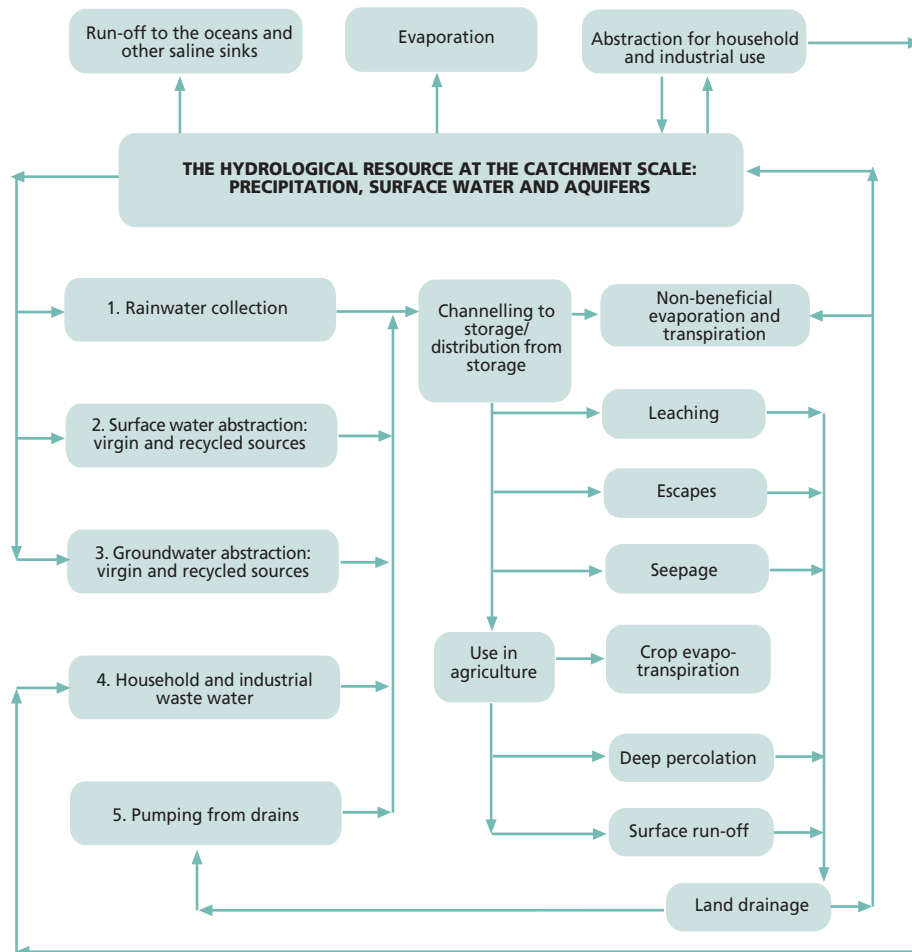 Run-off to the oceans and
other saline sinks
Evaporation
Abstraction for household
and industrial use
THE HYDROLOGICAL RESOURCE AT THE CATCHMENT SCALE:
PRECIPITATION, SURFACE WATER AND AQUIFERS
1. Rainwater collection
Channelling to
storage/
distribution from
storage
Non-beneficial
evaporation and
transpiration
2. Surface water abstraction:
virgin and recycled sources
Leaching
Escapes
3. Groundwater abstraction:
virgin and recycled sources
Seepage
Use in
agriculture
Crop evapo-
transpiration
4. Household and industrial
waste water
Deep percolation
5. Pumping from drains
Surface run-off
Land drainage